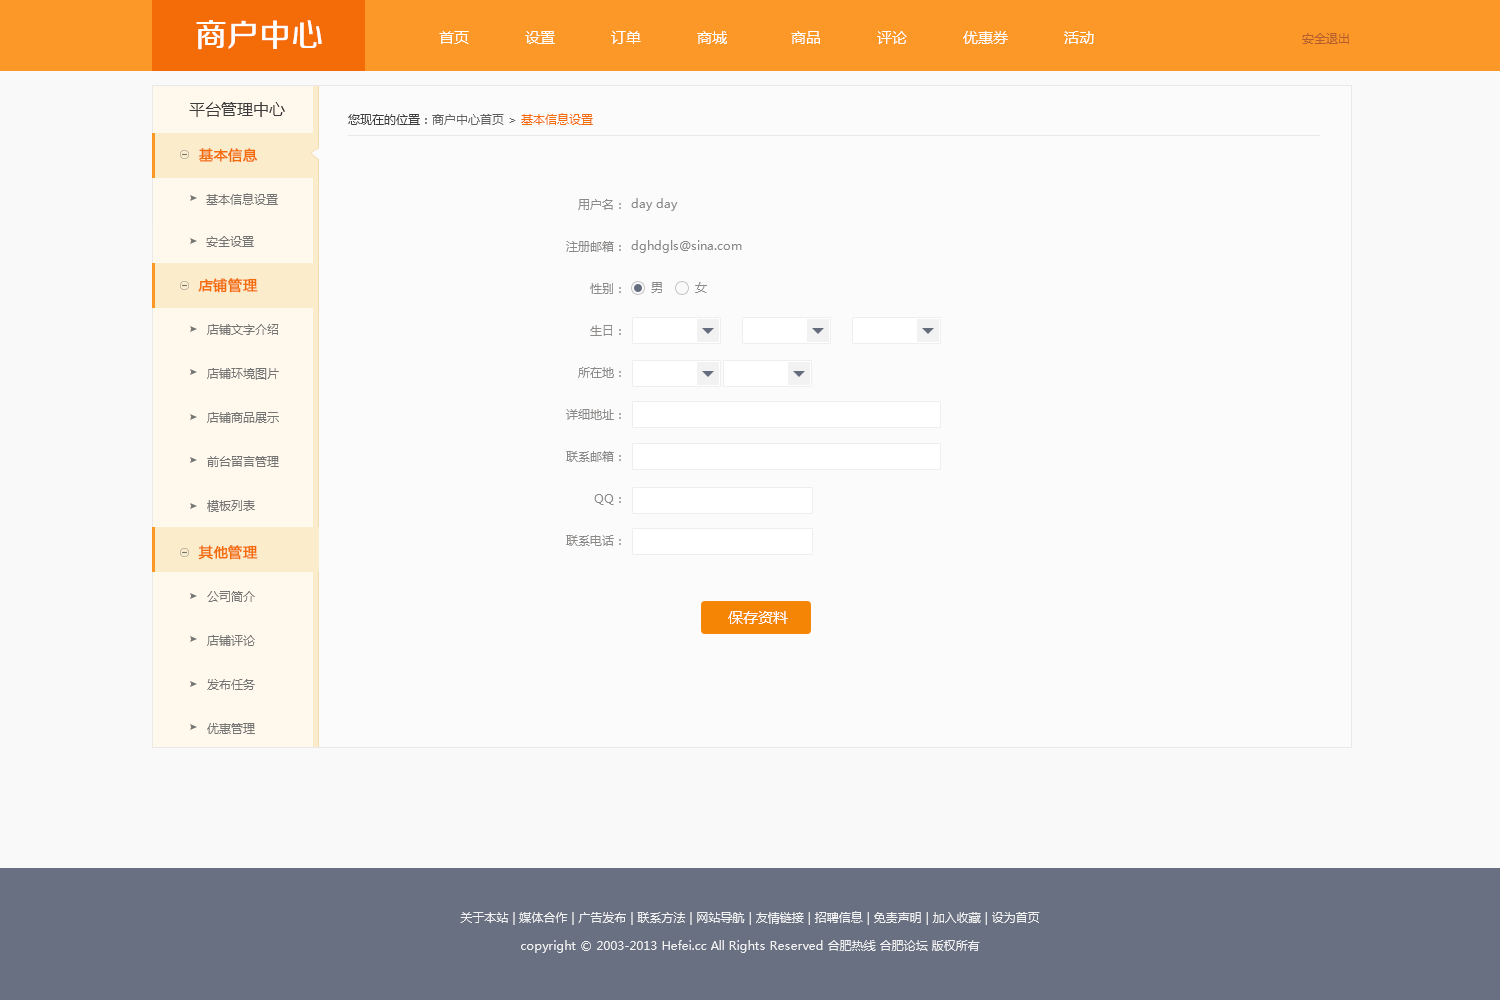 商户中心
首页 设置 订单 商城 商品 评论 优惠券 活动
安全退出
平台管理中心
基本信息
基本信息设置
安全设置
店铺管理
店铺文字介绍
店铺环境图片
店铺商品展示
前台留言管理
模板列表
其他管理
公司简介
店铺评论
发布任务
优惠管理
您现在的位置：商户中心首页 > 基本信息设置
用户名： day day
注册邮箱： dghdgls@sina.com
性别： 男 女
生日：
所在地：
详细地址：
联系邮箱：
QQ：
联系电话：
保存资料
关于本站 | 媒体合作 | 广告发布 | 联系方法 | 网站导航 | 友情链接 | 招聘信息 | 免责声明 | 加入收藏 | 设为首页
copyright © 2003-2013 Hefei.cc All Rights Reserved 合肥热线 合肥论坛 版权所有